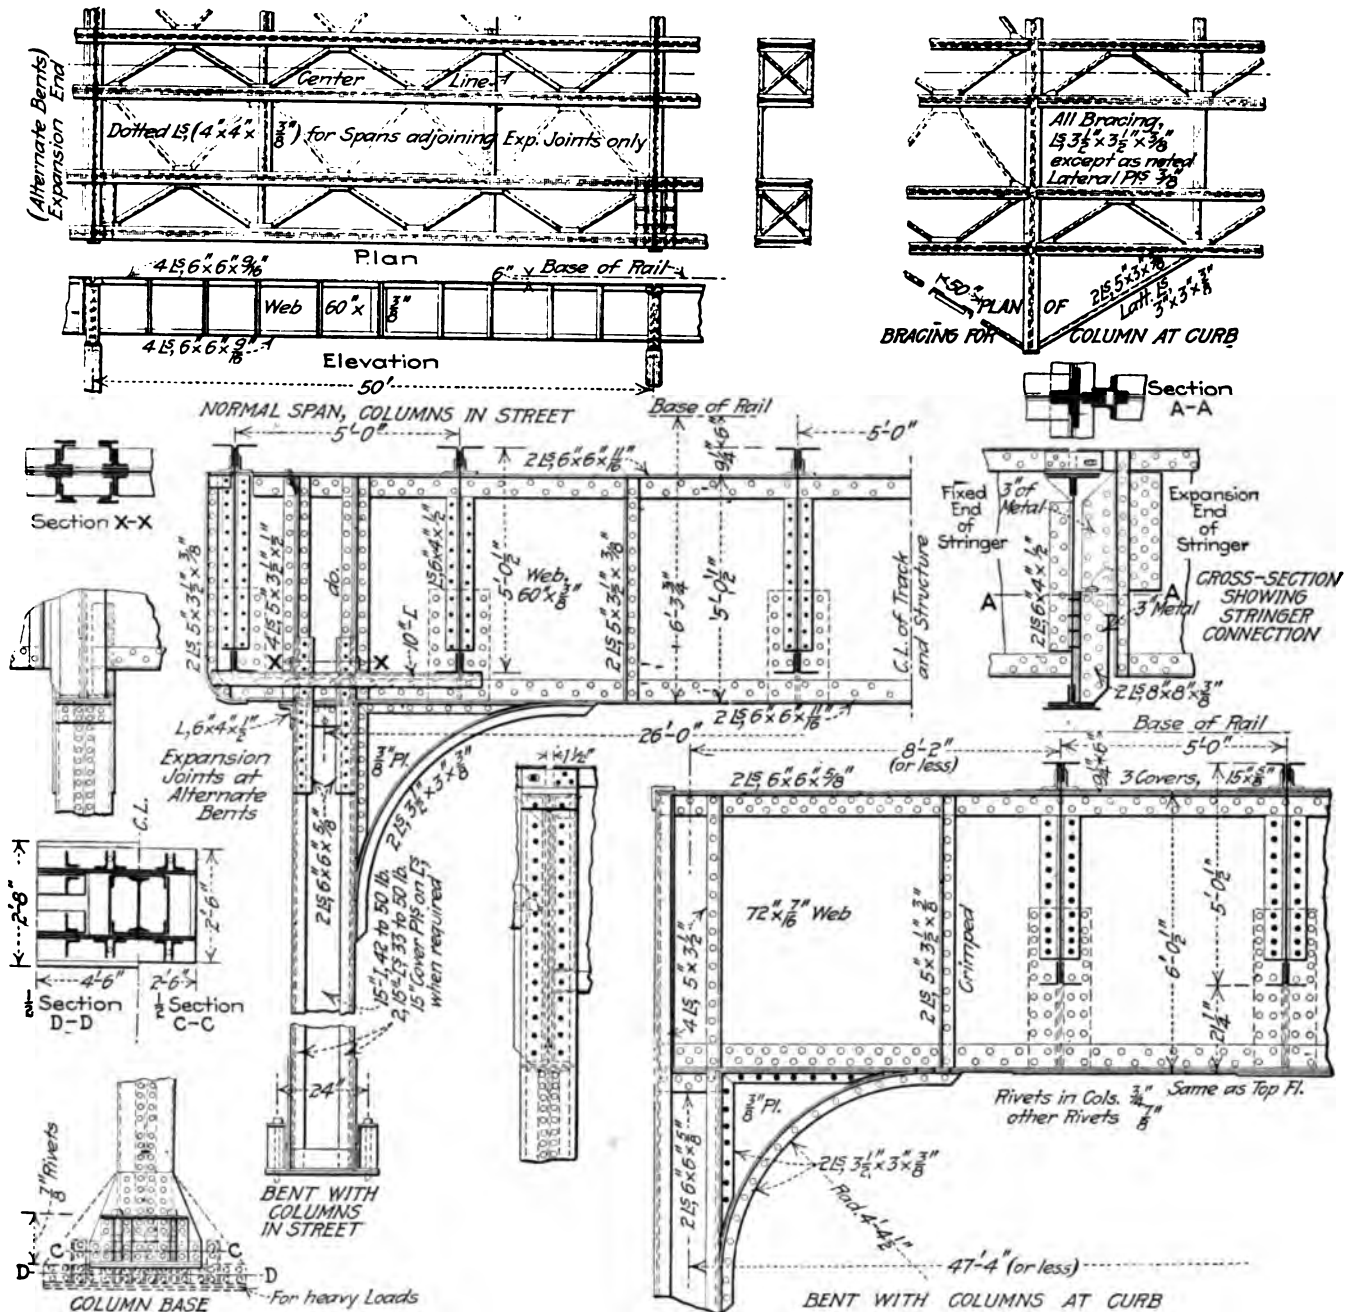 (Alternate Bents)
Expansion End
Center Line
Dotted Ls, (4"x4"x 3/8") for Spans adjoining Exp. Joints only
Plan
4 Ls, 6"x6"x 9/16"
6"
Base of Rail
Web 60"x 3/8"
4 Ls, 6"x6"x 9/16"
Elevation
50'
NORMAL SPAN, COLUMNS IN STREET
All Bracing,
Ls 3 1/2"x 3 1/2"x 3/8"
except as noted
Lateral Pls 3/8"
2 Ls, 5"x3"x 3/8"
Latt. Ls,
3"x3"x 3/8"
PLAN OF
BRACING FOR COLUMN AT CURB
Section
A-A
Section X-X
5'-0"
Base of Rail
5'-0"
2 Ls, 6"x6"x 11/16"
9 1/4"x6"
2 Ls 5"x3 1/2"x 3/8"
4 Ls 5"x3 1/2"x 1/2"
do.
Ls 6"x4"x 1/2"
5'-0 1/2"
Web,
60"x 3/8"
2 Ls 5"x3 1/2"x 3/8"
6'-3 3/4"
5'-0 1/2"
C.L. of Track
and Structure
X X
10" I
2 Ls, 6"x6"x 11/16"
26'-0"
Fixed
End
of
Stringer
3" of
Metal
Expansion
End
of
Stringer
2 Ls, 6"x4"x 1/2"
A A
3" Metal
CROSS-SECTION
SHOWING
STRINGER
CONNECTION
2 Ls 8"x8"x 3/8"
L, 6"x4"x 1/2"
Expansion
Joints at
Alternate
Bents
3/8" Pl.
2 Ls, 3 1/2"x3"x 3/8"
2 Ls, 6"x6"x 5/8"
15" I, 42 to 50 lb.
2, 15" Ls 33 to 50 lb.
15" Cover Pls on Ls
when required
24"
BENT WITH
COLUMNS
IN STREET
1 1/2"
C.L.
2'-8"
2'-6"
4'-6"
2'-6"
1/2 Section
D-D
1/2 Section
C-C
7/8" Rivets
C C
D D
For heavy Loads
COLUMN BASE
Base of Rail
8'-2"
(or less)
5'-0"
9 1/4"x6"
2 Ls, 6"x6"x 5/8"
3 Covers, 15"x 5/8"
72"x 7/16" Web
4 Ls, 5"x3 1/2"
2 Ls, 5"x3 1/2"x 3/8"
Crimped
5'-0 1/2"
6'-0 1/2"
2 1/4"
Same as Top Fl.
Rivets in Cols. 3/4"
other Rivets 7/8"
3/8" Pl.
2 Ls, 3 1/2"x3"x 3/8"
2 Ls 6"x6"x 5/8"
Rad. 4'-4 1/2"
47'-4" (or less)
BENT WITH COLUMNS AT CURB